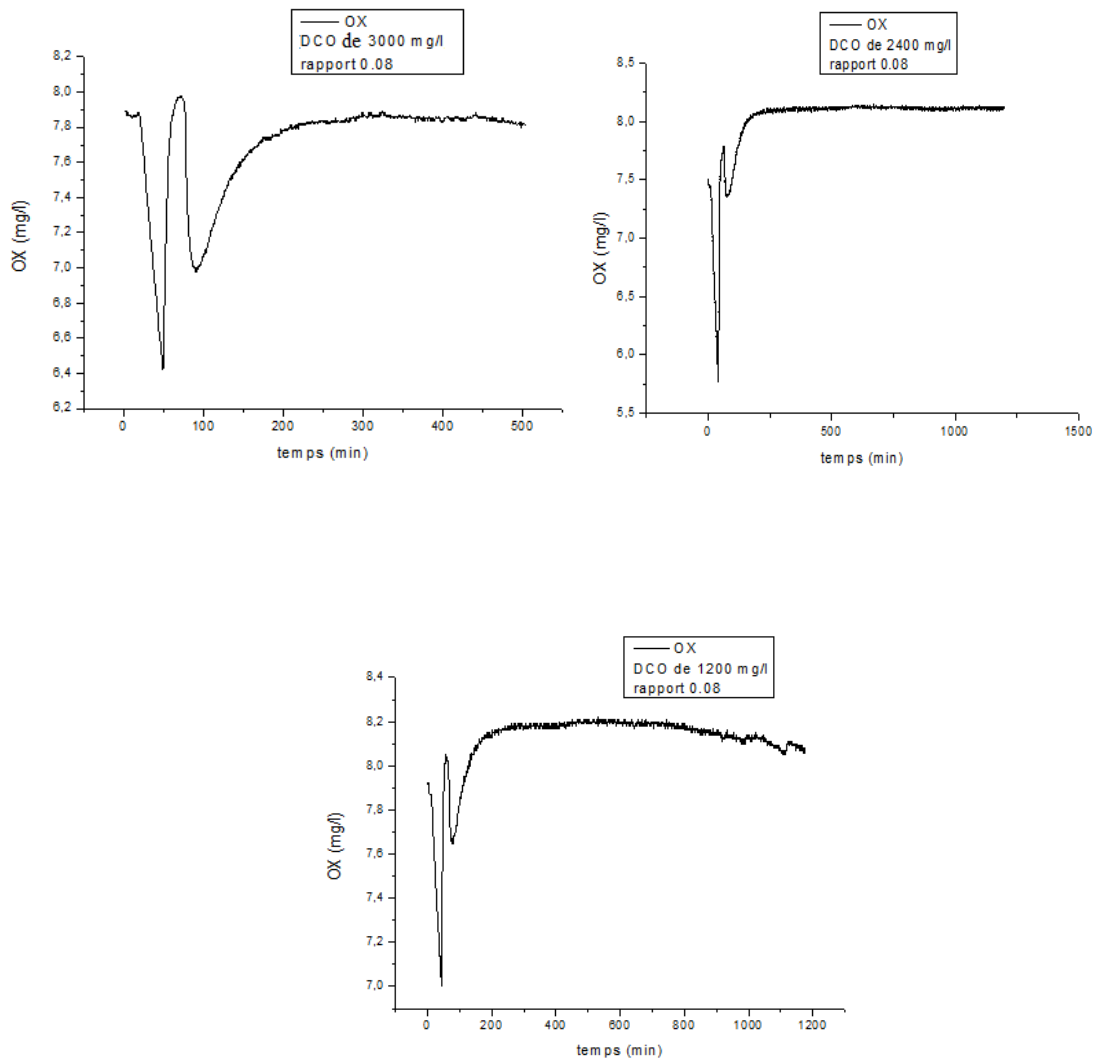 OX
DCO de 3000 mg/l
rapport 0.08
8,2
8,0
7,8
7,6
7,4
7,2
7,0
6,8
6,6
6,4
6,2
OX (mg/l)
0 100 200 300 400 500
temps (min)
OX
DCO de 2400 mg/l
rapport 0.08
8,5
8,0
7,5
7,0
6,5
6,0
5,5
OX (mg/l)
0 500 1000 1500
temps (min)
OX
DCO de 1200 mg/l
rapport 0.08
8,4
8,2
8,0
7,8
7,6
7,4
7,2
7,0
OX (mg/l)
0 200 400 600 800 1000 1200
temps (min)